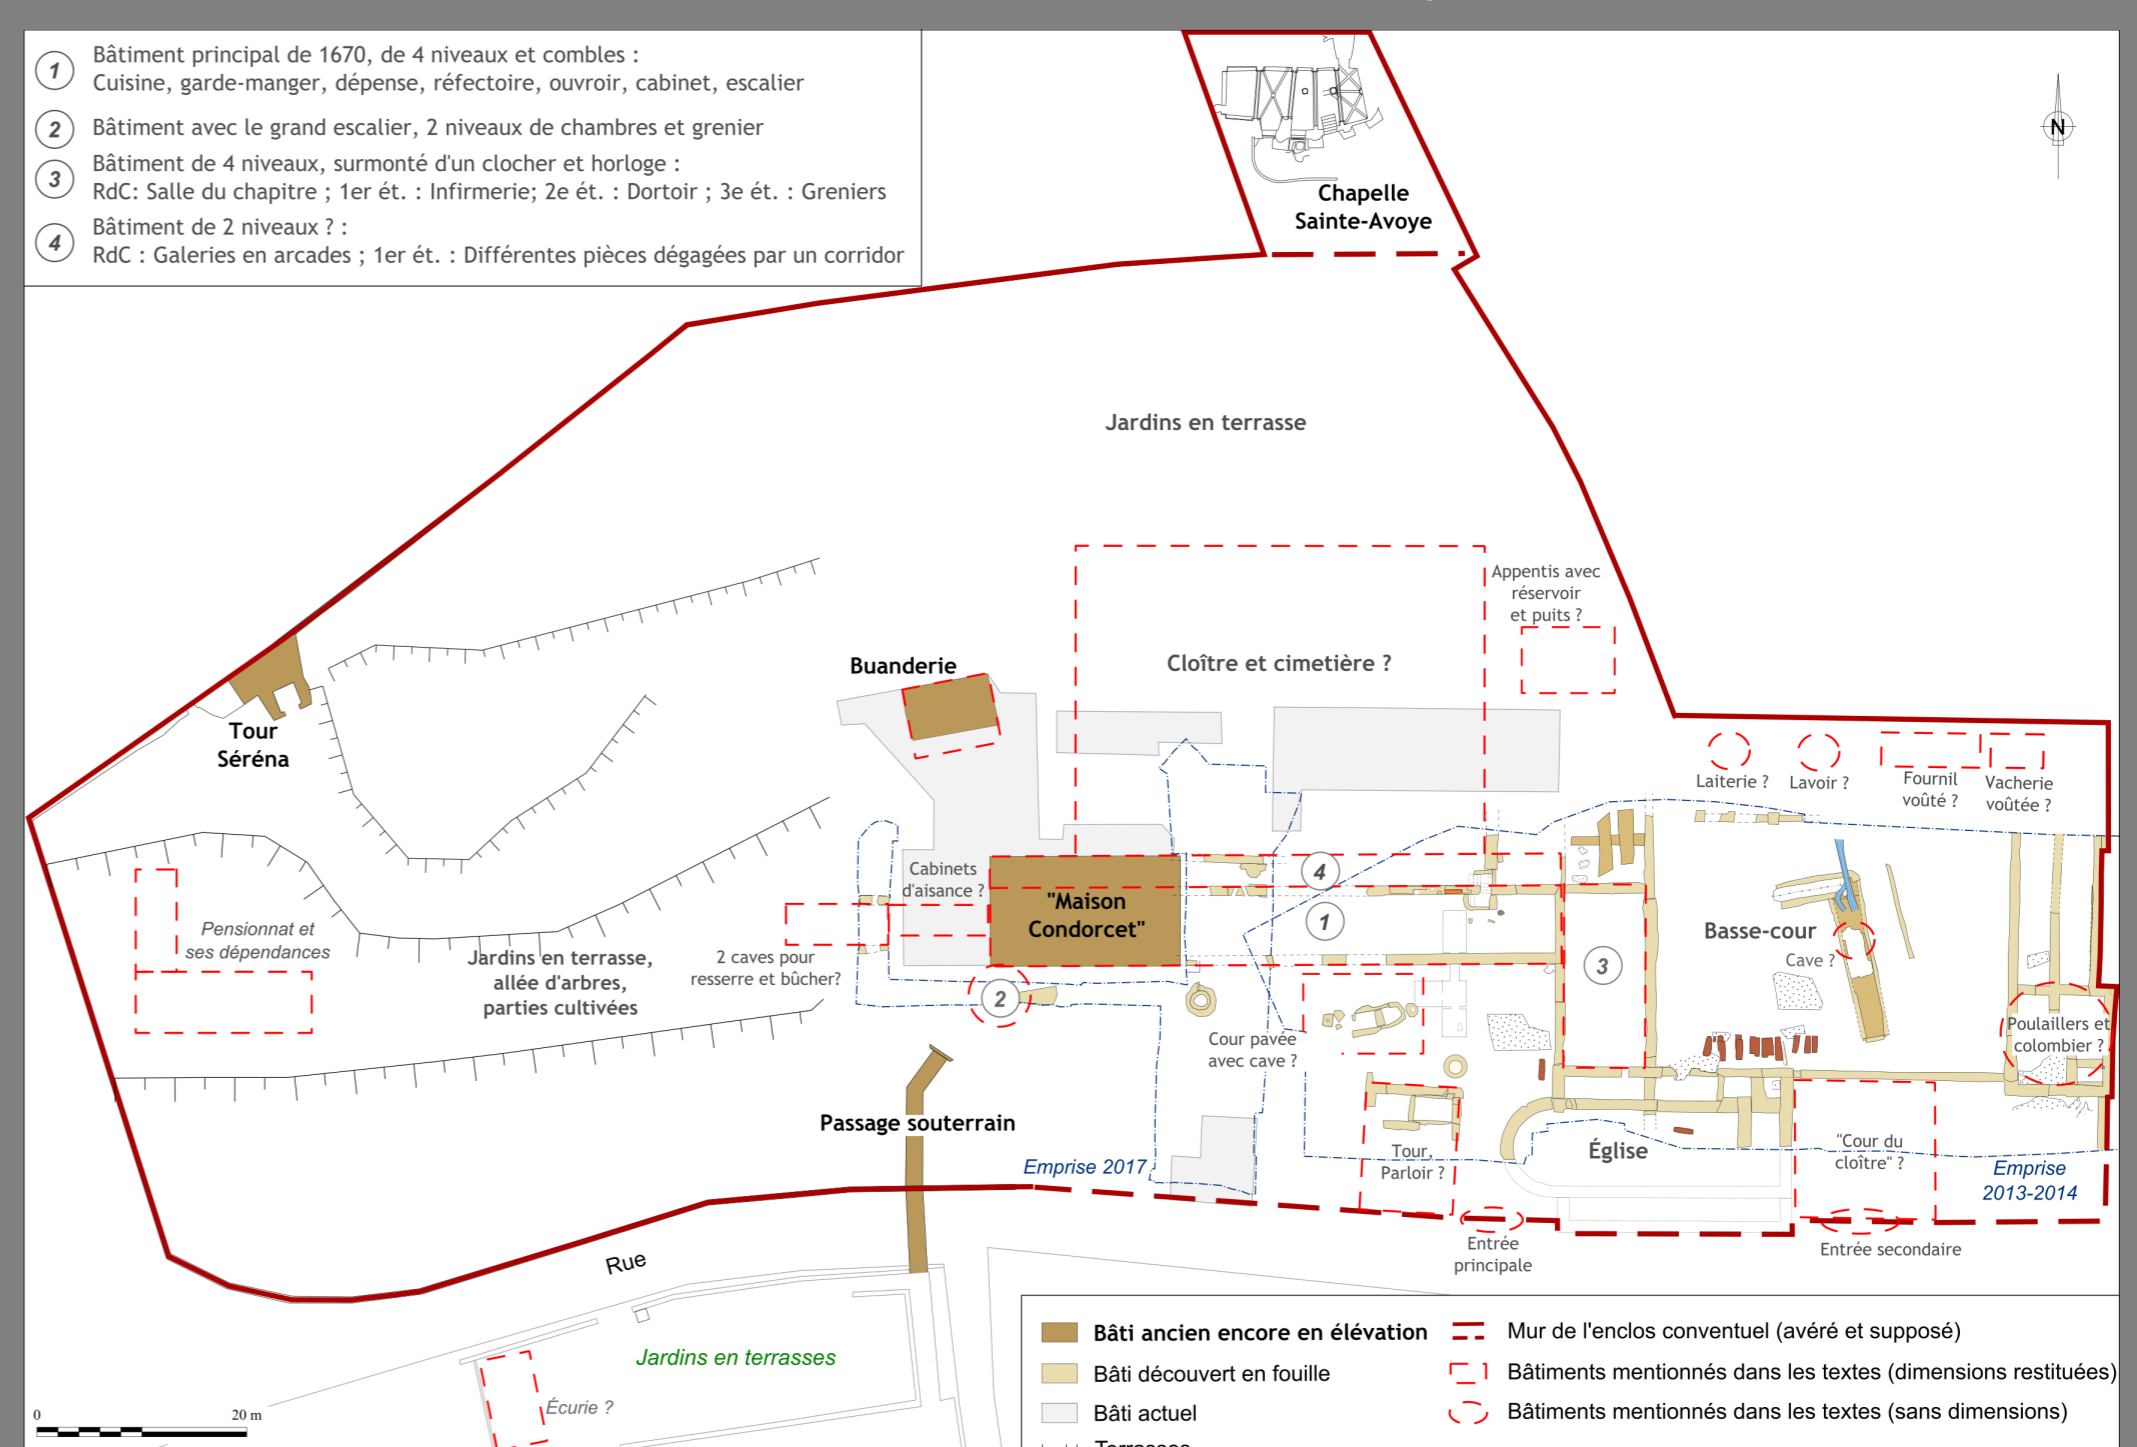 1 Bâtiment principal de 1670, de 4 niveaux et combles :
Cuisine, garde-manger, dépense, réfectoire, ouvroir, cabinet, escalier
2 Bâtiment avec le grand escalier, 2 niveaux de chambres et grenier
3 Bâtiment de 4 niveaux, surmonté d'un clocher et horloge :
RdC: Salle du chapitre ; 1er ét. : Infirmerie; 2e ét. : Dortoir ; 3e ét. : Greniers
4 Bâtiment de 2 niveaux ? :
RdC : Galeries en arcades ; 1er ét. : Différentes pièces dégagées par un corridor
N
Chapelle
Sainte-Avoye
Jardins en terrasse
Appentis avec
réservoir
et puits ?
Buanderie
Cloître et cimetière ?
Tour
Séréna
Laiterie ?
Lavoir ?
Fournil
voûté ?
Vacherie
voûtée ?
Cabinets
d'aisance ?
"Maison
Condorcet"
4
1
3
2
Pensionnat et
ses dépendances
Jardins en terrasse,
allée d'arbres,
parties cultivées
2 caves pour
resserre et bûcher?
Basse-cour
Cave ?
Cour pavée
avec cave ?
Poulaillers et
colombier ?
Passage souterrain
Emprise 2017
Tour,
Parloir ?
Église
"Cour du
cloître" ?
Emprise
2013-2014
Entrée
principale
Entrée secondaire
Rue
Jardins en terrasses
Écurie ?
0 20 m
Bâti ancien encore en élévation
Bâti découvert en fouille
Bâti actuel
Terrasses
Mur de l'enclos conventuel (avéré et supposé)
Bâtiments mentionnés dans les textes (dimensions restituées)
Bâtiments mentionnés dans les textes (sans dimensions)